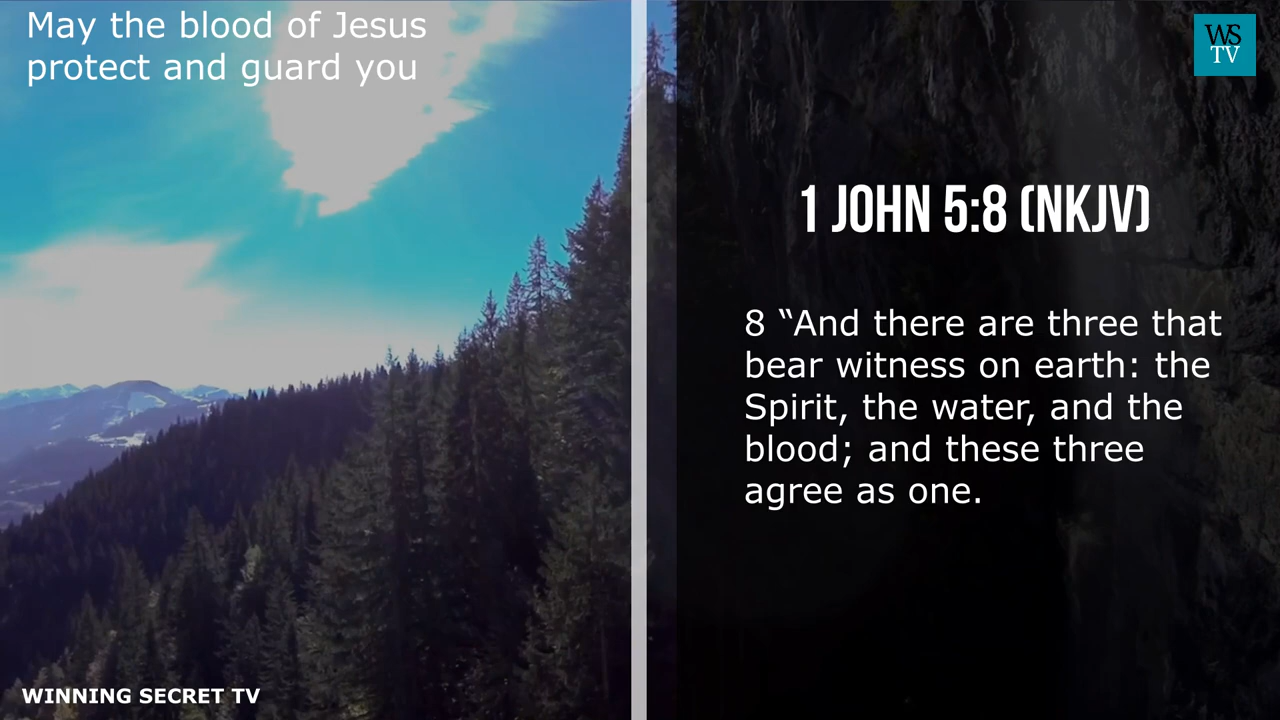 May the blood of Jesus
protect and guard you
WS
TV
1 JOHN 5:8 (NKJV)
8 “And there are three that
bear witness on earth: the
Spirit, the water, and the
blood; and these three
agree as one.
WINNING SECRET TV